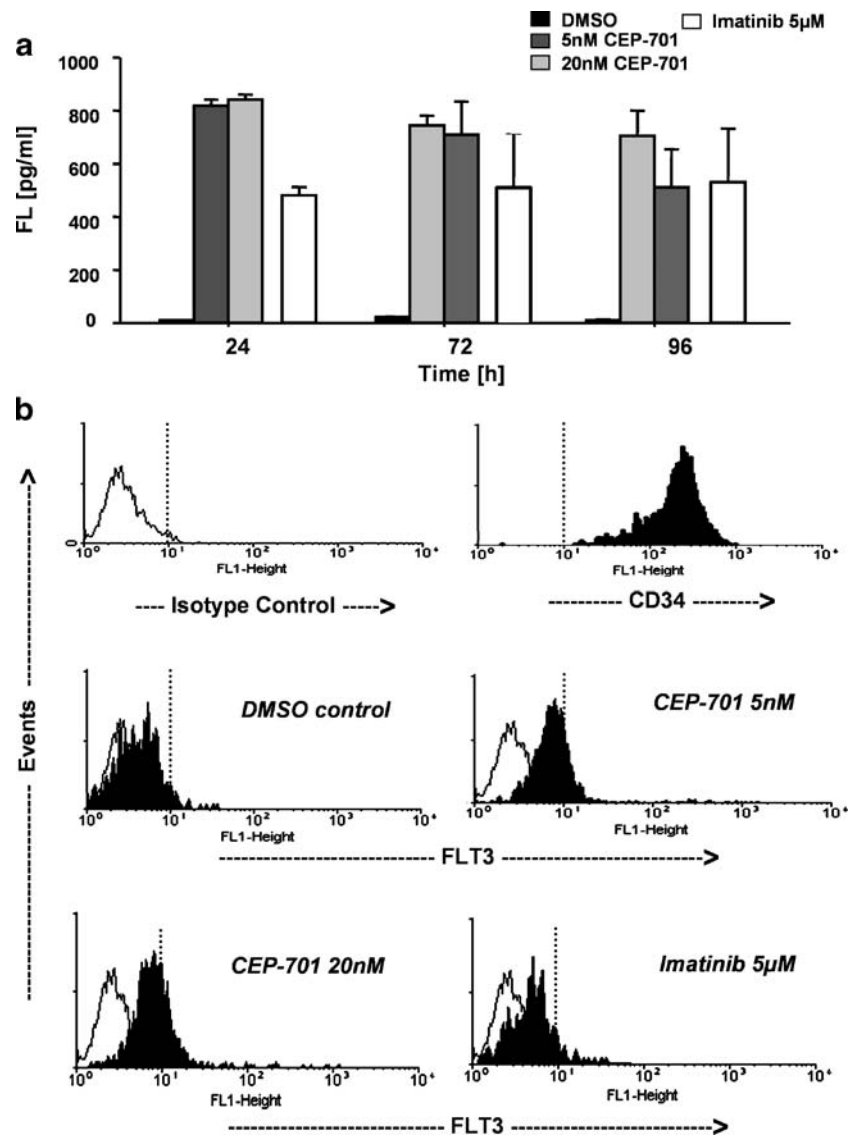 a
DMSO
5nM CEP-701
20nM CEP-701
Imatinib 5µM
FL [pg/ml]
1000
800
600
400
200
0
24 72 96
Time [h]
b
Events
0
10⁰ 10¹ 10² 10³ 10⁴
FL1-Height
---- Isotype Control ----->
10⁰ 10¹ 10² 10³ 10⁴
FL1-Height
---------- CD34 ---------->
DMSO control
10⁰ 10¹ 10² 10³ 10⁴
FL1-Height
CEP-701 5nM
10⁰ 10¹ 10² 10³ 10⁴
FL1-Height
FLT3
CEP-701 20nM
10⁰ 10¹ 10² 10³ 10⁴
FL1-Height
Imatinib 5µM
10⁰ 10¹ 10² 10³ 10⁴
FL1-Height
FLT3